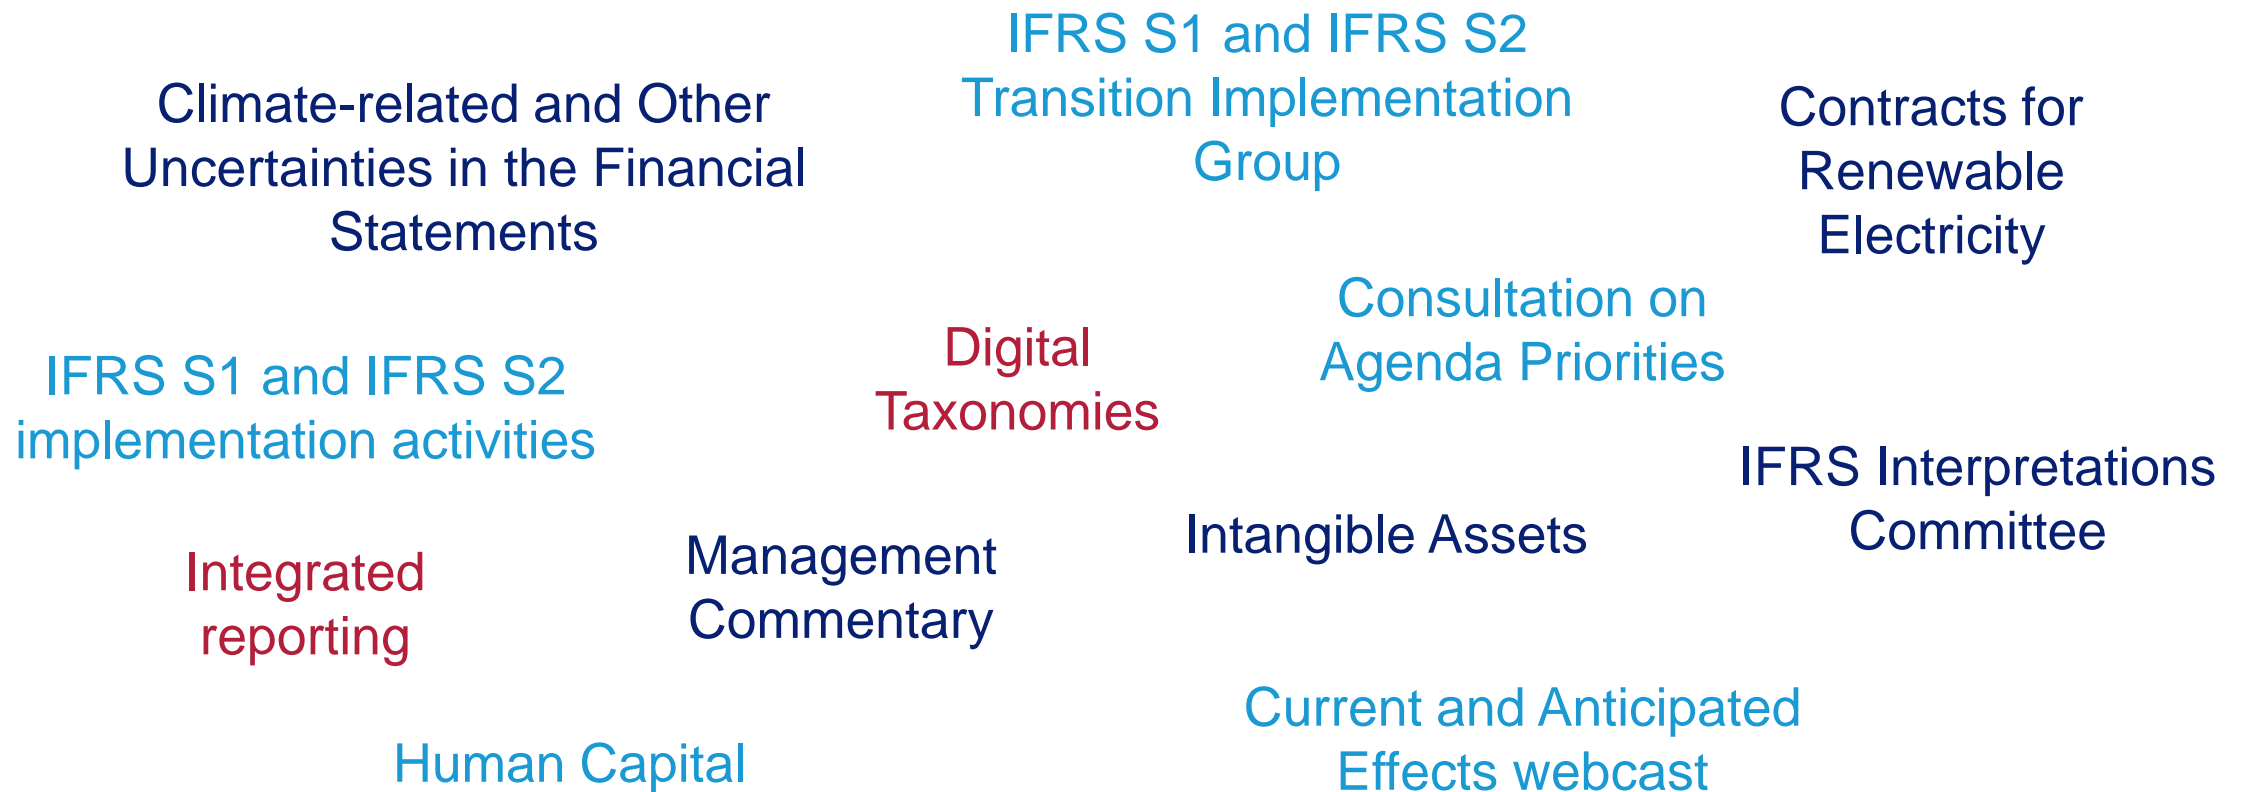 IFRS S1 and IFRS S2
Transition Implementation
Group
Climate-related and Other
Uncertainties in the Financial
Statements
Contracts for
Renewable
Electricity
Consultation on
Agenda Priorities
Digital
Taxonomies
IFRS S1 and IFRS S2
implementation activities
IFRS Interpretations
Committee
Intangible Assets
Management
Commentary
Integrated
reporting
Current and Anticipated
Effects webcast
Human Capital